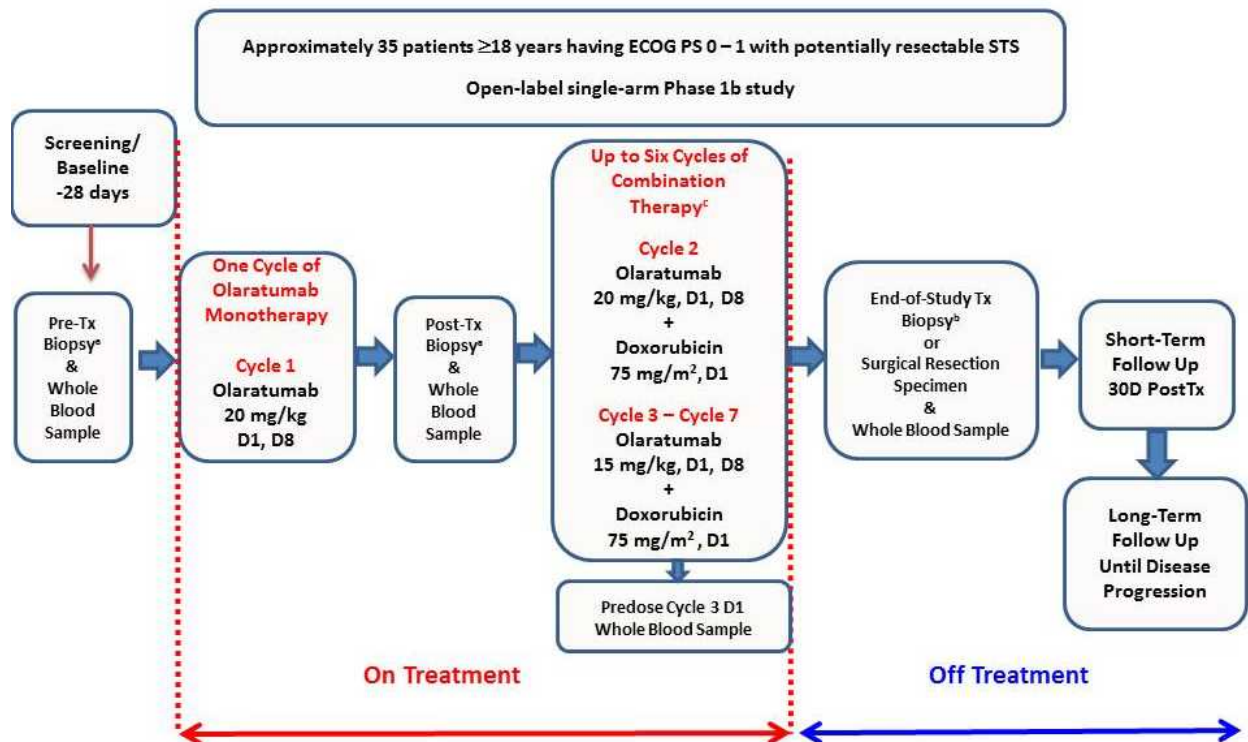 Approximately 35 patients ≥18 years having ECOG PS 0 – 1 with potentially resectable STS
Open-label single-arm Phase 1b study
Screening/
Baseline
-28 days
Pre-Tx
Biopsyᵃ
&
Whole
Blood
Sample
One Cycle of
Olaratumab
Monotherapy
Cycle 1
Olaratumab
20 mg/kg
D1, D8
Post-Tx
Biopsyᵃ
&
Whole
Blood
Sample
Up to Six Cycles of
Combination
Therapyᶜ
Cycle 2
Olaratumab
20 mg/kg, D1, D8
+
Doxorubicin
75 mg/m², D1
Cycle 3 – Cycle 7
Olaratumab
15 mg/kg, D1, D8
+
Doxorubicin
75 mg/m², D1
Predose Cycle 3 D1
Whole Blood Sample
End-of-Study Tx
Biopsyᵇ
or
Surgical Resection
Specimen
&
Whole Blood Sample
Short-Term
Follow Up
30D PostTx
Long-Term
Follow Up
Until Disease
Progression
On Treatment
Off Treatment